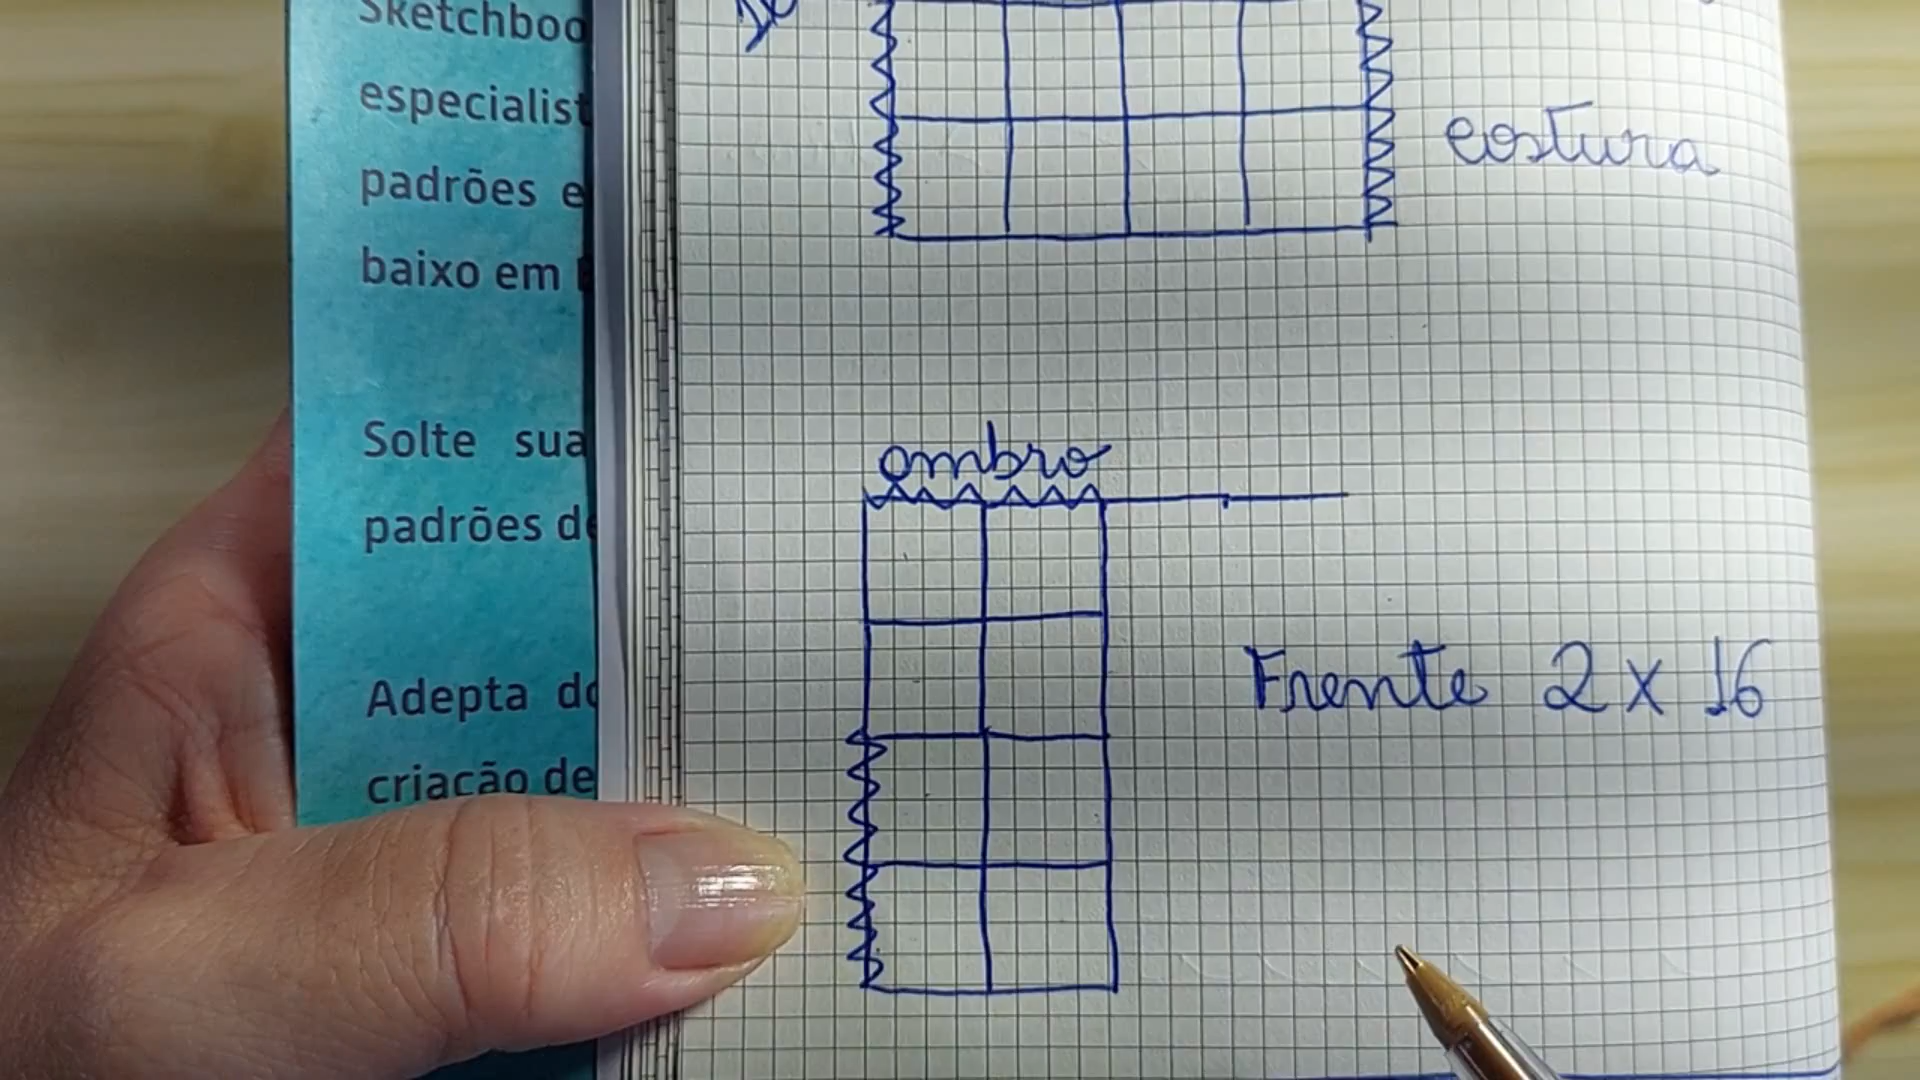 Sketchboo
especialist
padrões e
baixo em
Solte sua
padrões de
Adepta do
criação de
costura
ombro
Frente 2 x 16